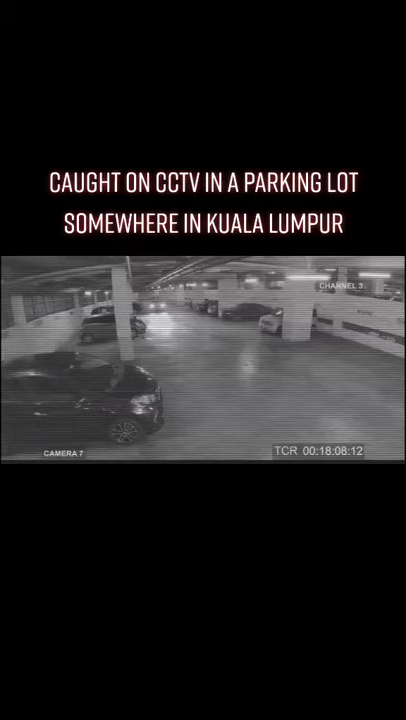 CAUGHT ON CCTV IN A PARKING LOT
SOMEWHERE IN KUALA LUMPUR
CHANNEL 3
CAMERA 7
TCR 00:18:08:12